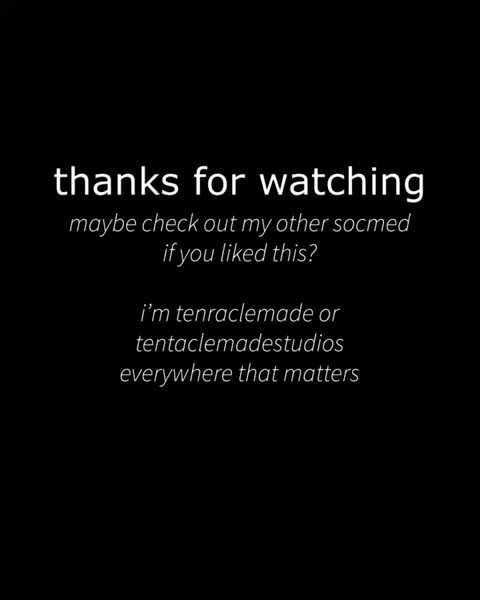 thanks for watching
maybe check out my other socmed
if you liked this?
i'm tenraclemade or
tentaclemadestudios
everywhere that matters